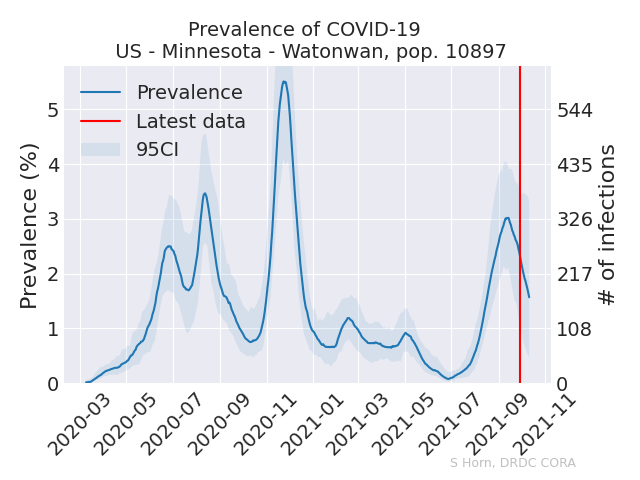 Prevalence of COVID-19
US - Minnesota - Watonwan, pop. 10897
Prevalence
Latest data
95CI
Prevalence (%)
5
4
3
2
1
0
# of infections
544
435
326
217
108
0
2020-03
2020-05
2020-07
2020-09
2020-11
2021-01
2021-03
2021-05
2021-07
2021-09
2021-11
S Horn, DRDC CORA